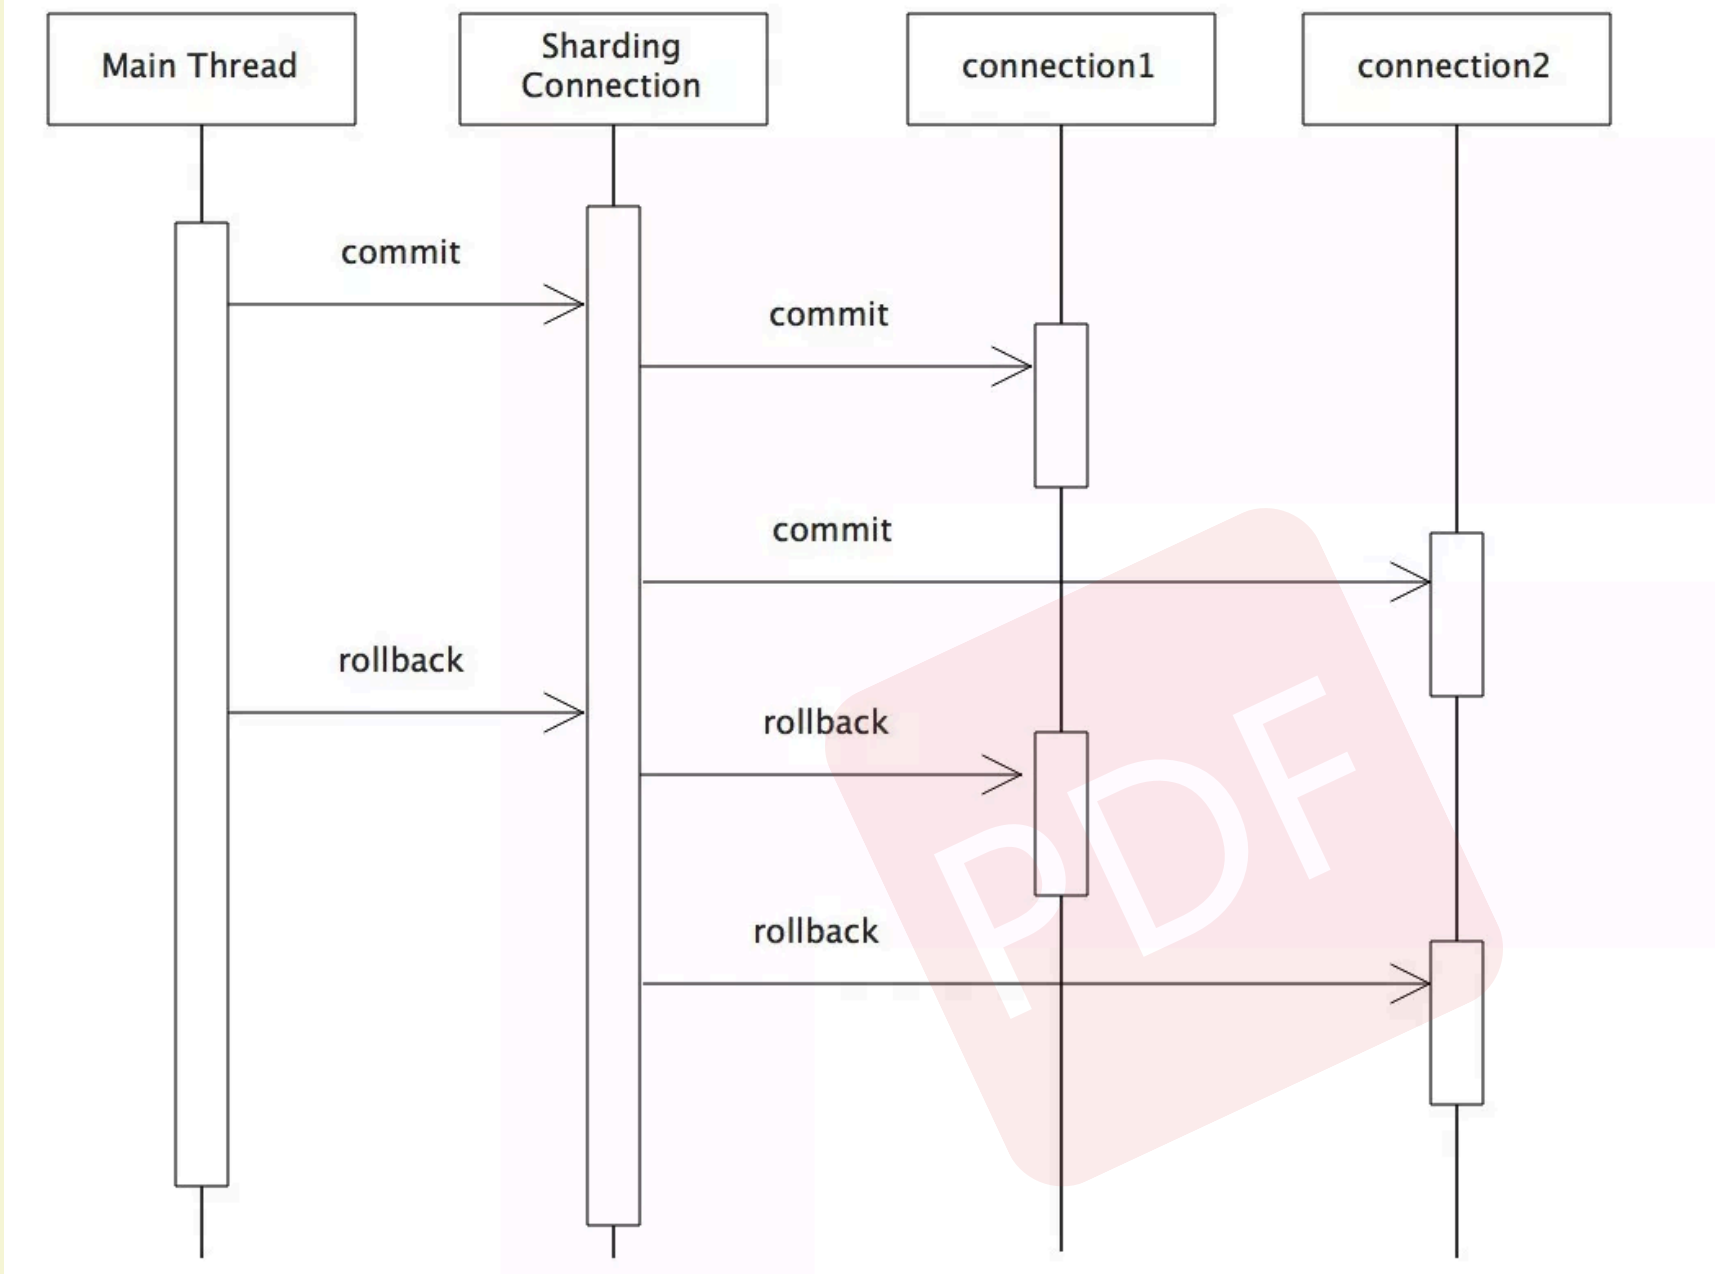 Main Thread
Sharding
Connection
connection1
connection2
commit
commit
commit
rollback
rollback
rollback
PDF